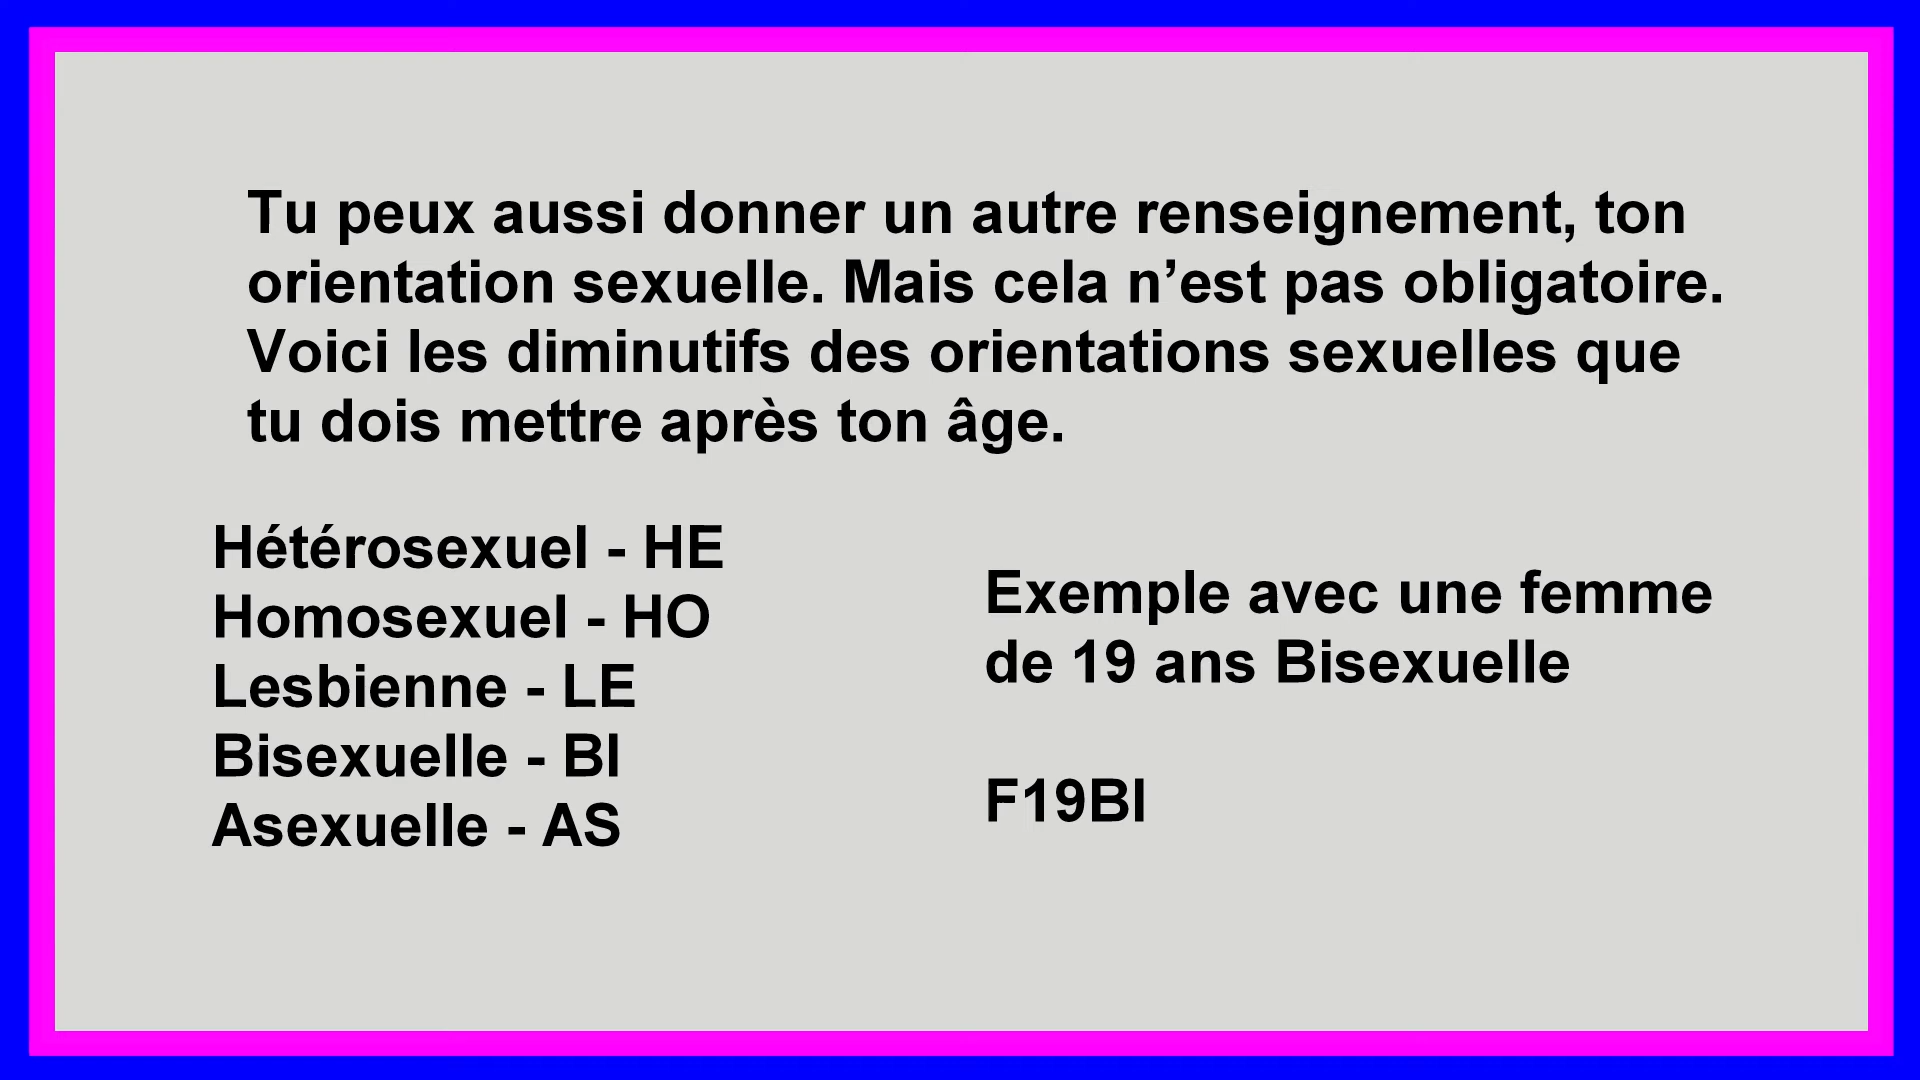 Tu peux aussi donner un autre renseignement, ton
orientation sexuelle. Mais cela n’est pas obligatoire.
Voici les diminutifs des orientations sexuelles que
tu dois mettre après ton âge.
Hétérosexuel - HE
Homosexuel - HO
Lesbienne - LE
Bisexuelle - BI
Asexuelle - AS
Exemple avec une femme
de 19 ans Bisexuelle
F19BI